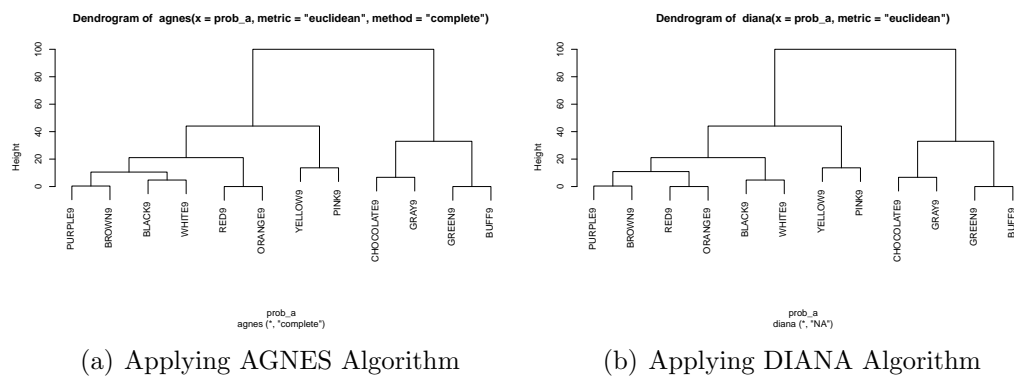 Dendrogram of agnes(x = prob_a, metric = "euclidean", method = "complete")
Height
100
80
60
40
20
0
PURPLE9
BROWN9
BLACK9
WHITE9
RED9
ORANGE9
YELLOW9
PINK9
CHOCOLATE9
GRAY9
GREEN9
BUFF9
prob_a
agnes (*, "complete")
(a) Applying AGNES Algorithm
Dendrogram of diana(x = prob_a, metric = "euclidean")
Height
100
80
60
40
20
0
PURPLE9
BROWN9
RED9
ORANGE9
BLACK9
WHITE9
YELLOW9
PINK9
CHOCOLATE9
GRAY9
GREEN9
BUFF9
prob_a
diana (*, "NA")
(b) Applying DIANA Algorithm